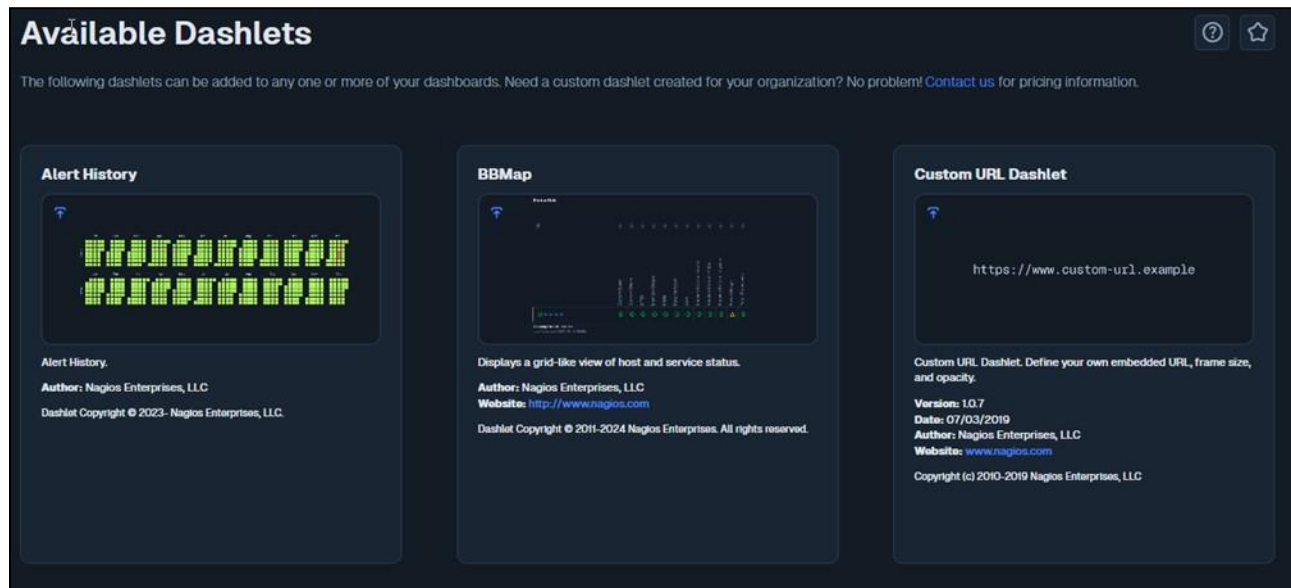 Available Dashlets
The following dashlets can be added to any one or more of your dashboards. Need a custom dashlet created for your organization? No problem! Contact us for pricing information.
Alert History
Alert History.
Author: Nagios Enterprises, LLC
Dashlet Copyright © 2023- Nagios Enterprises, LLC.
BBMap
Displays a grid-like view of host and service status.
Author: Nagios Enterprises, LLC
Website: http://www.nagios.com
Dashlet Copyright © 2011-2024 Nagios Enterprises. All rights reserved.
Custom URL Dashlet
https://www.custom-url.example
Custom URL Dashlet. Define your own embedded URL, frame size,
and opacity.
Version: 1.0.7
Date: 07/03/2019
Author: Nagios Enterprises, LLC
Website: www.nagios.com
Copyright (c) 2010-2019 Nagios Enterprises, LLC